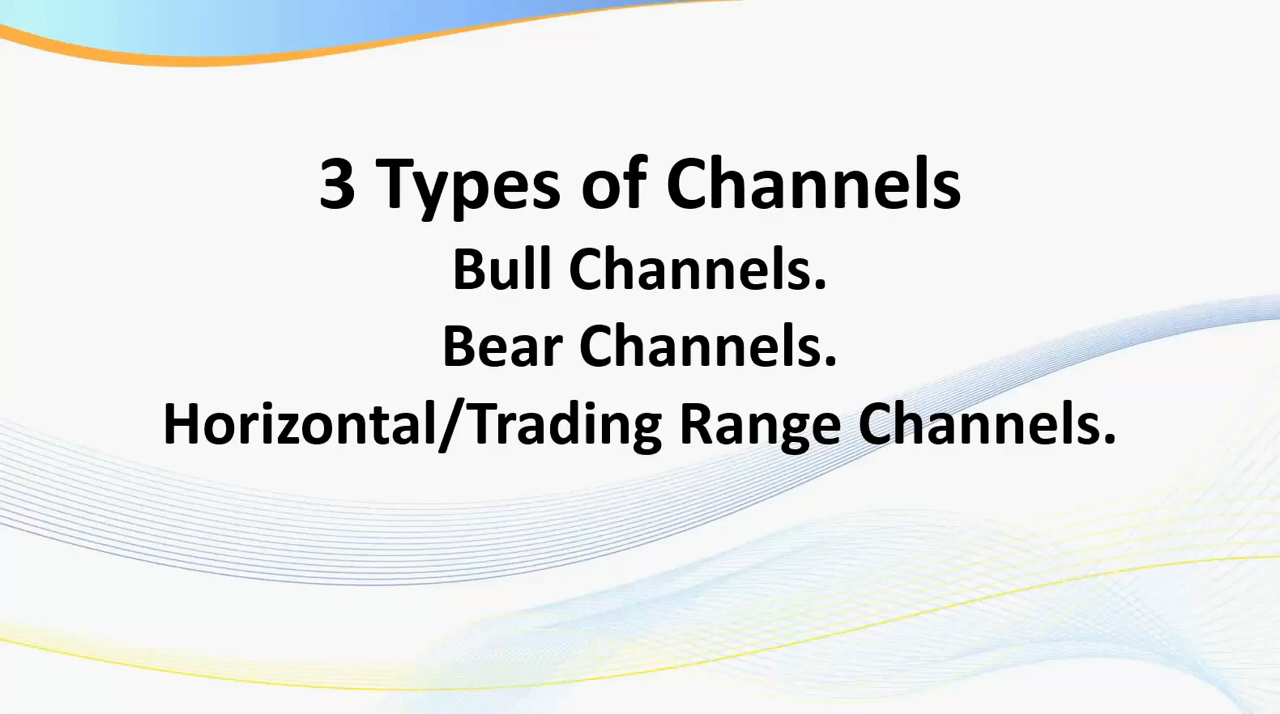 3 Types of Channels
Bull Channels.
Bear Channels.
Horizontal/Trading Range Channels.